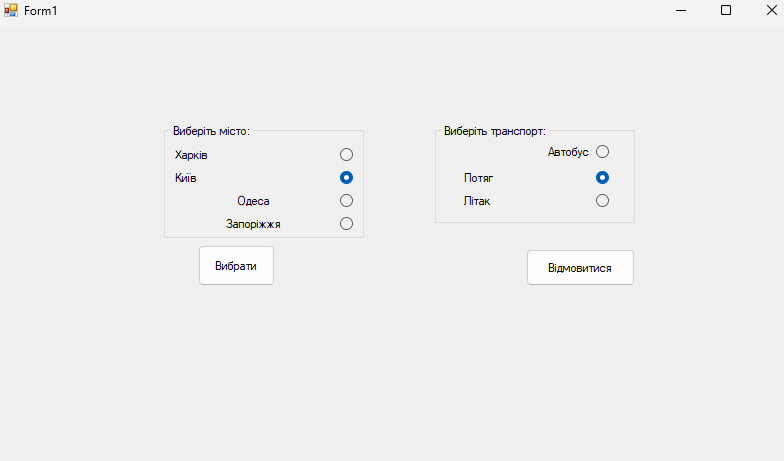 Form1
Виберіть місто:
Харків
Київ
Одеса
Запоріжжя
Вибрати
Виберіть транспорт:
Автобус
Потяг
Літак
Відмовитися